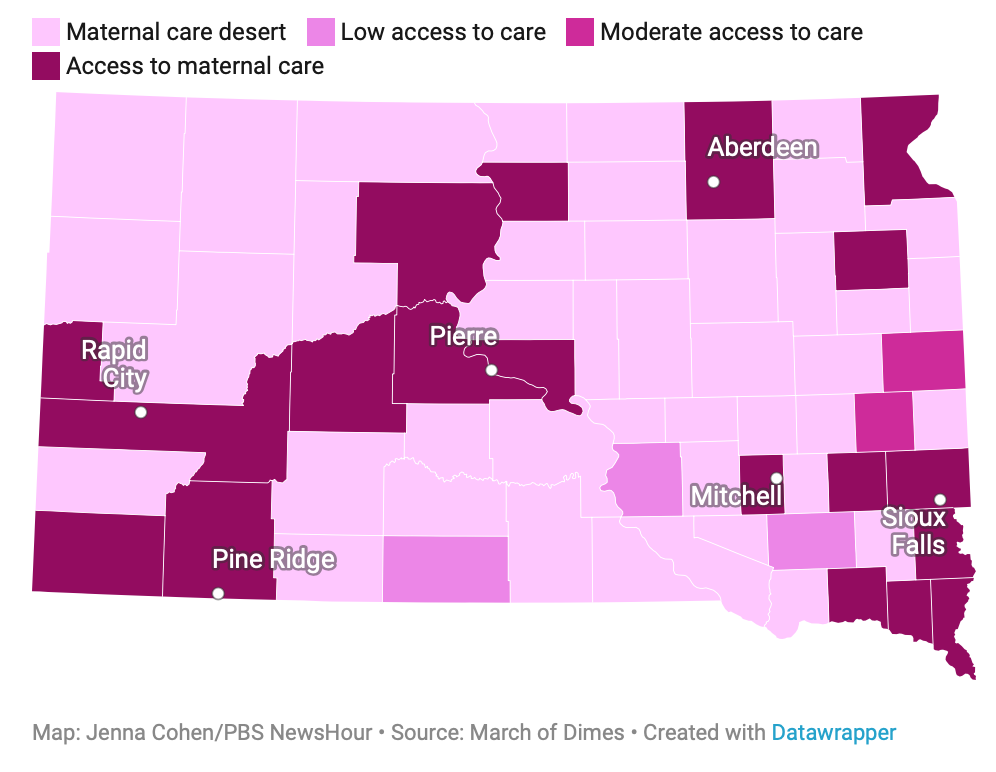 Maternal care desert Low access to care Moderate access to care
Access to maternal care
Aberdeen
Pierre
Rapid
City
Mitchell
Sioux
Falls
Pine Ridge
Map: Jenna Cohen/PBS NewsHour • Source: March of Dimes • Created with Datawrapper